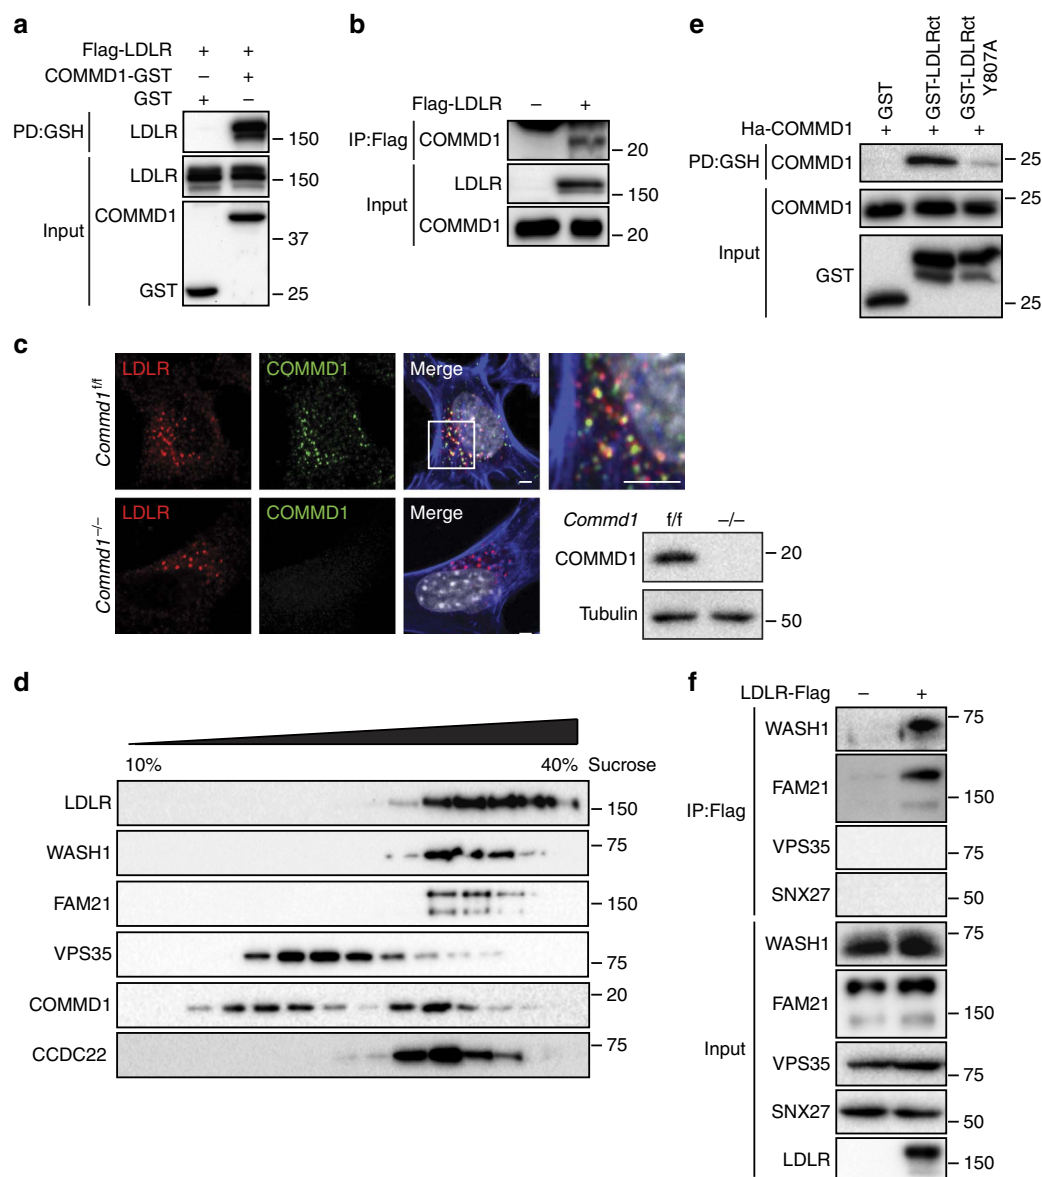 a
Flag-LDLR + +
COMMD1-GST – +
GST + –
PD:GSH LDLR – 150
Input LDLR – 150
COMMD1
– 37
GST – 25
b
Flag-LDLR – +
IP:Flag COMMD1 – 20
Input LDLR – 150
COMMD1 – 20
e
GST
GST-LDLRct
GST-LDLRct Y807A
Ha-COMMD1 + + +
PD:GSH COMMD1 – 25
Input COMMD1 – 25
GST – 25
c
Commd1f/f
LDLR COMMD1 Merge
Commd1–/–
LDLR COMMD1 Merge
Commd1 f/f –/–
COMMD1 – 20
Tubulin – 50
d
10% 40% Sucrose
LDLR – 150
WASH1 – 75
FAM21 – 150
VPS35 – 75
COMMD1 – 20
CCDC22 – 75
f
LDLR-Flag – +
IP:Flag
WASH1 – 75
FAM21 – 150
VPS35 – 75
SNX27 – 50
Input
WASH1 – 75
FAM21 – 150
VPS35 – 75
SNX27 – 50
LDLR – 150